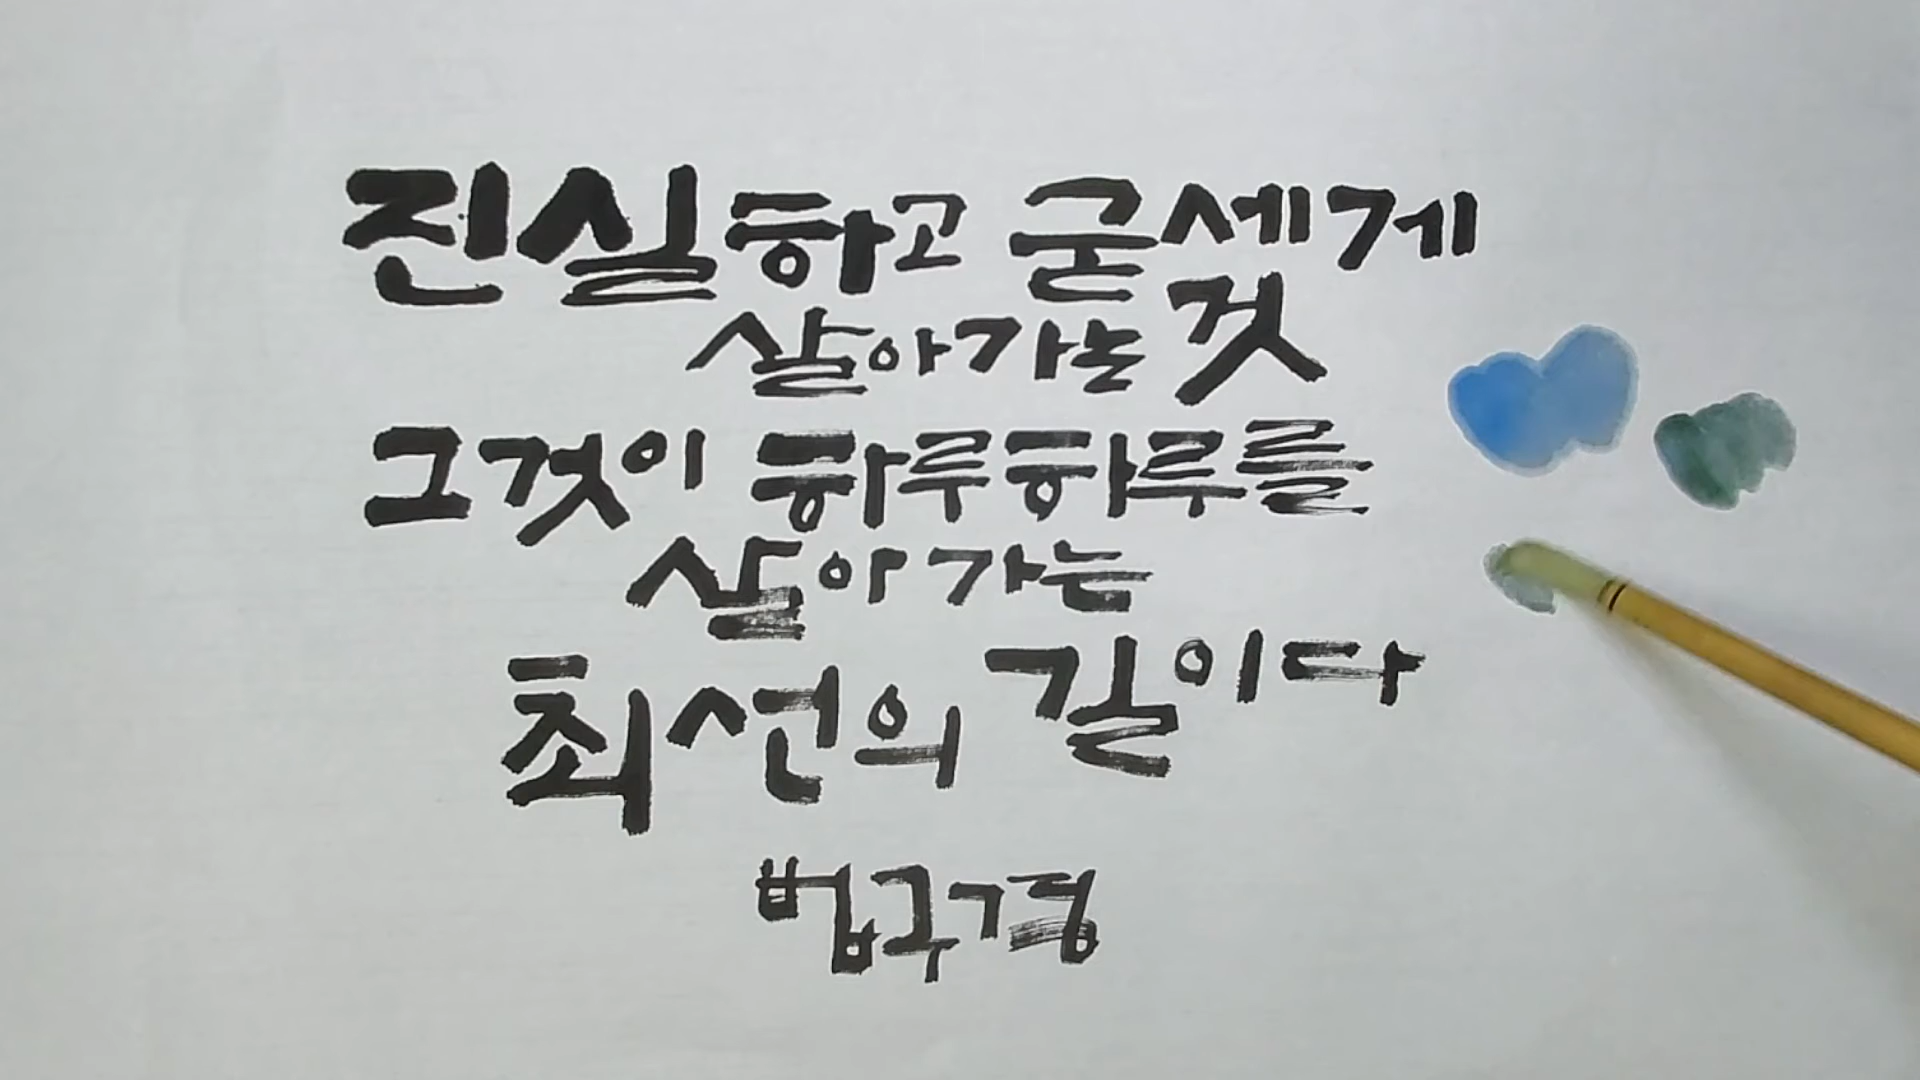 진실하고 굳세게
살아가는 것
그것이 하루하루를
살아가는
최선의 길이다
법구경